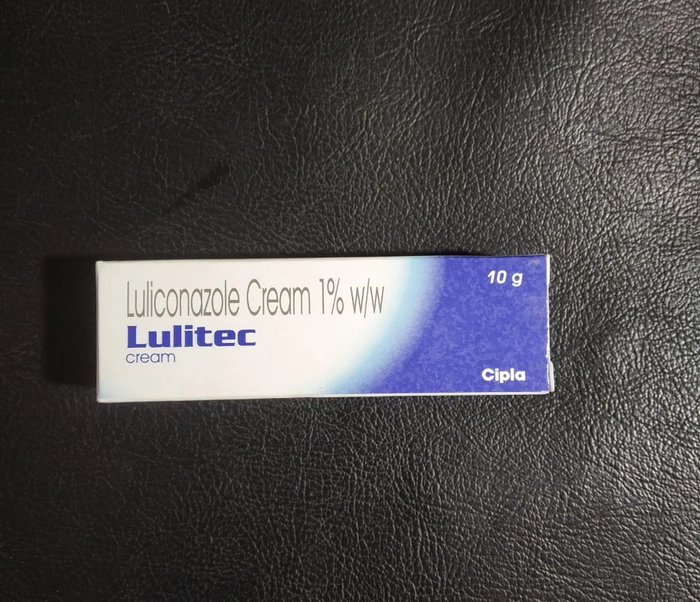 Luliconazole Cream 1% w/w
Lulitec
cream
10 g
Cipla